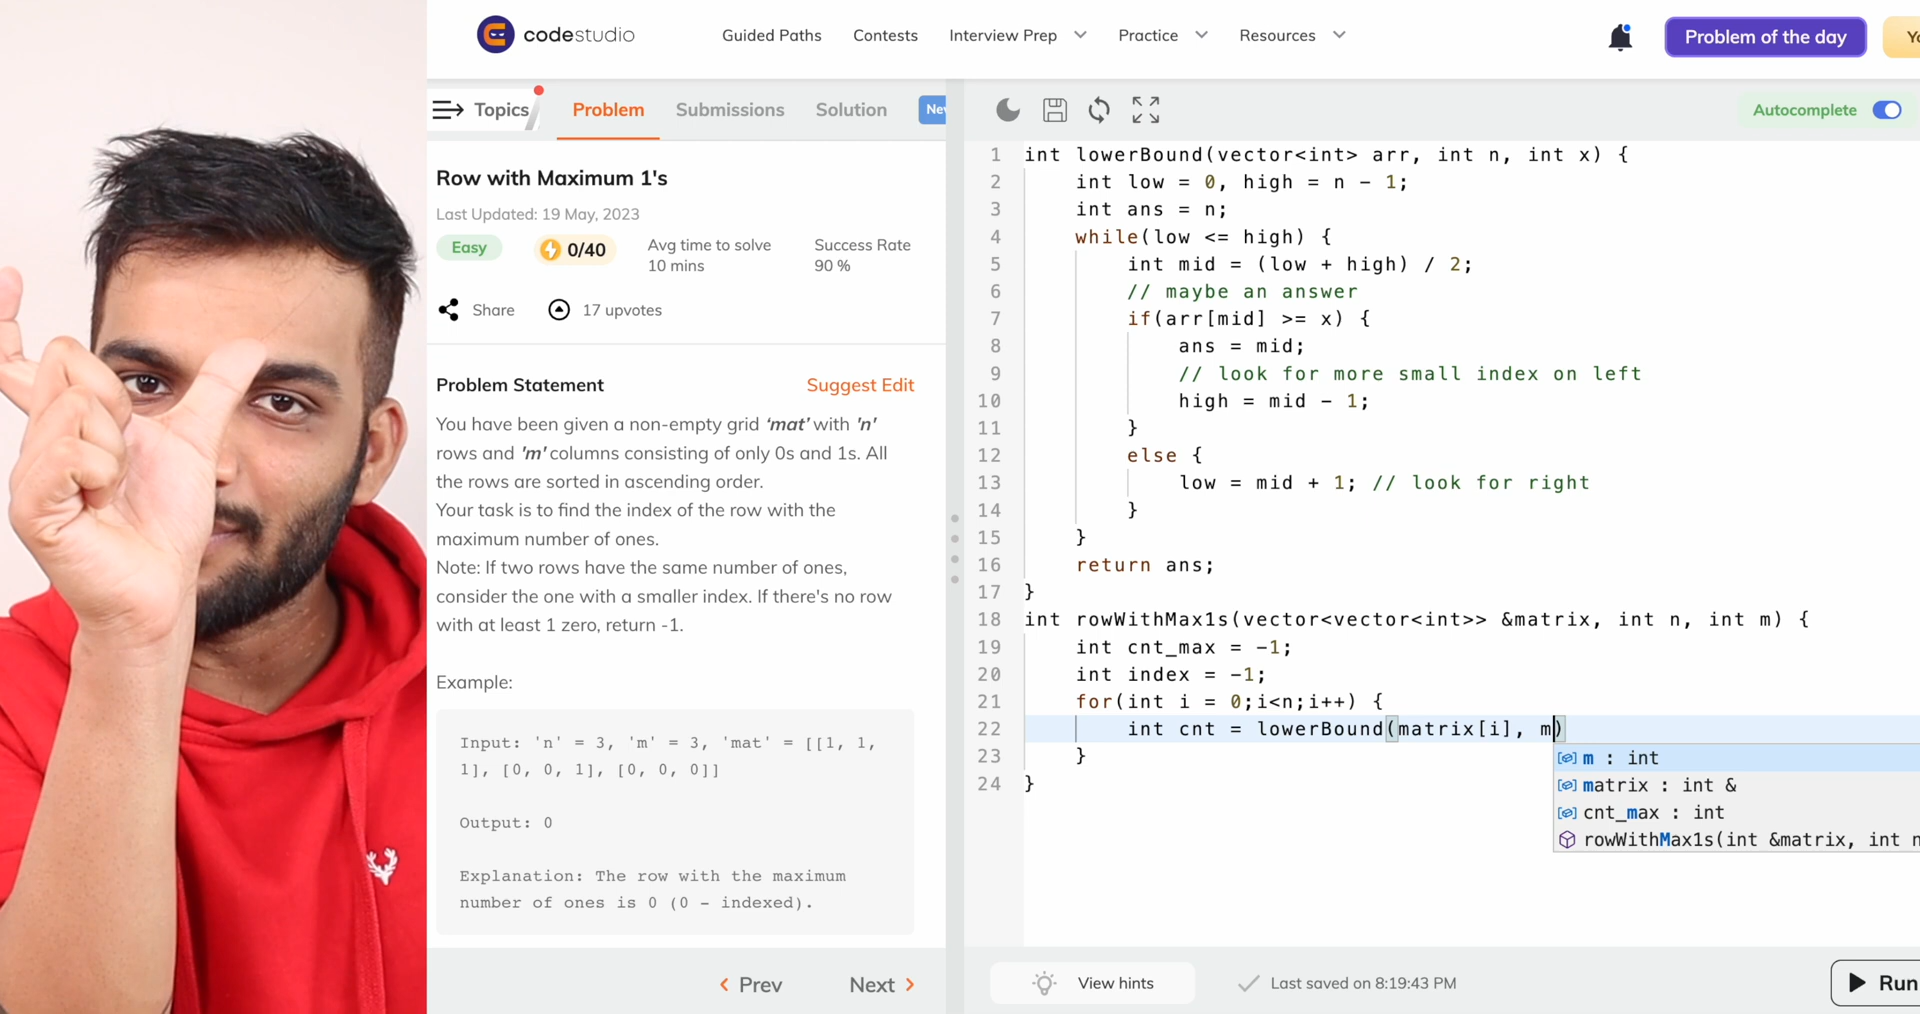 codestudio
Guided Paths Contests Interview Prep Practice Resources
Problem of the day
Topics Problem Submissions Solution
Autocomplete
Row with Maximum 1's
Last Updated: 19 May, 2023
Easy 0/40 Avg time to solve 10 mins Success Rate 90 %
Share 17 upvotes
Problem Statement Suggest Edit
You have been given a non-empty grid 'mat' with 'n'
rows and 'm' columns consisting of only 0s and 1s. All
the rows are sorted in ascending order.
Your task is to find the index of the row with the
maximum number of ones.
Note: If two rows have the same number of ones,
consider the one with a smaller index. If there's no row
with at least 1 zero, return -1.
Example:
Input: 'n' = 3, 'm' = 3, 'mat' = [[1, 1,
1], [0, 0, 1], [0, 0, 0]]
Output: 0
Explanation: The row with the maximum
number of ones is 0 (0 - indexed).
Prev Next
1 int lowerBound(vector<int> arr, int n, int x) {
2 int low = 0, high = n - 1;
3 int ans = n;
4 while(low <= high) {
5 int mid = (low + high) / 2;
6 // maybe an answer
7 if(arr[mid] >= x) {
8 ans = mid;
9 // look for more small index on left
10 high = mid - 1;
11 }
12 else {
13 low = mid + 1; // look for right
14 }
15 }
16 return ans;
17 }
18 int rowWithMax1s(vector<vector<int>> &matrix, int n, int m) {
19 int cnt_max = -1;
20 int index = -1;
21 for(int i = 0;i<n;i++) {
22 int cnt = lowerBound(matrix[i], m)
23 }
24 }
m : int
matrix : int &
cnt_max : int
rowWithMax1s(int &matrix, int n
View hints Last saved on 8:19:43 PM Run